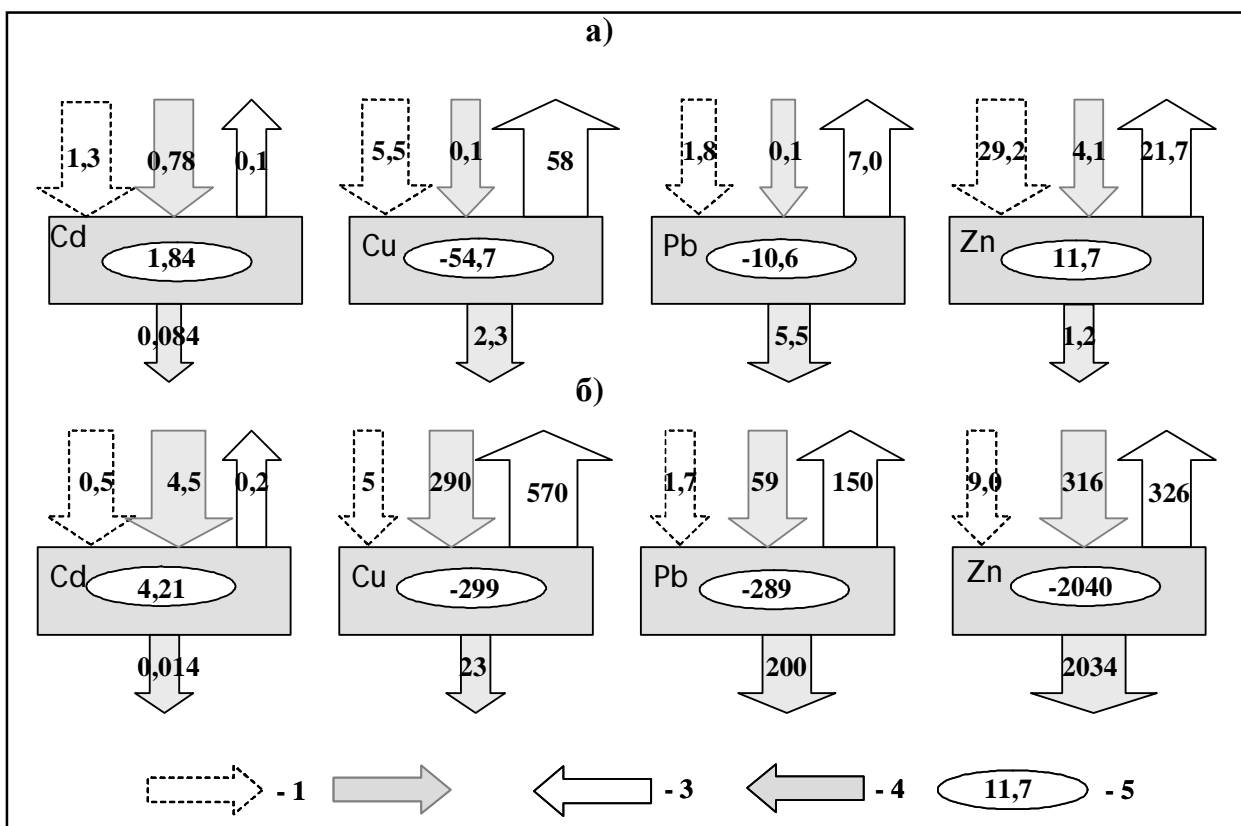 а)
1,3 0,78 0,1 5,5 0,1 58 1,8 0,1 7,0 29,2 4,1 21,7
Cd 1,84 Cu -54,7 Pb -10,6 Zn 11,7
0,084 2,3 5,5 1,2
б)
0,5 4,5 0,2 5 290 570 1,7 59 150 9,0 316 326
Cd 4,21 Cu -299 Pb -289 Zn -2040
0,014 23 200 2034
- 1 - 3 - 4 11,7 - 5